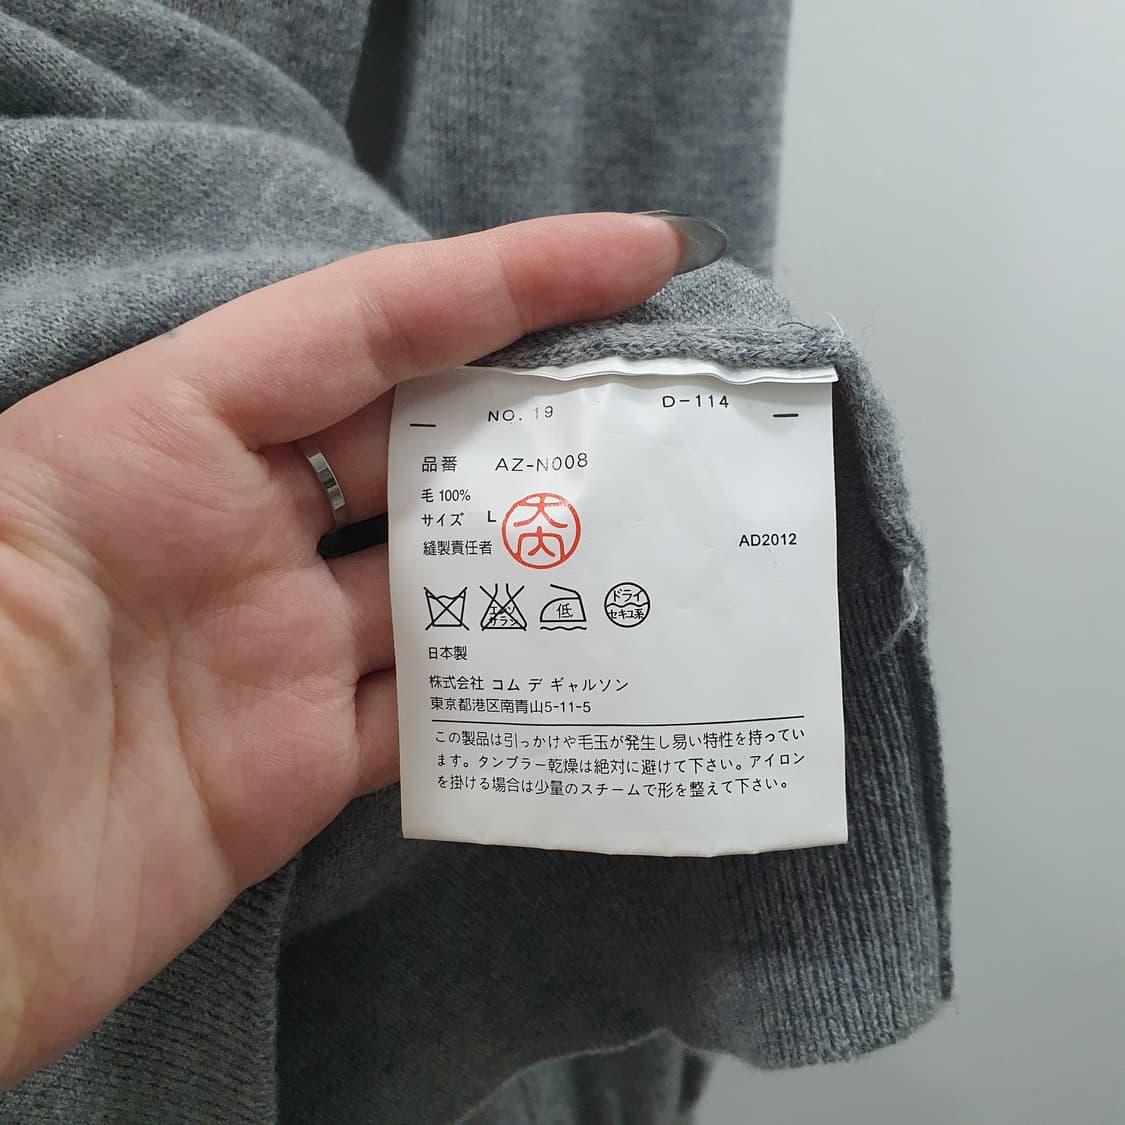 NO. 19 D-114
品番 AZ-N008
毛 100%
サイズ L
大内
縫製責任者
AD2012
エンソ
サラシ
低
ドライ
セキユ系
日本製
株式会社 コム デ ギャルソン
東京都港区南青山5-11-5
この製品は引っかけや毛玉が発生し易い特性を持ってい
ます。タンブラー乾燥は絶対に避けて下さい。アイロン
を掛ける場合は少量のスチームで形を整えて下さい。